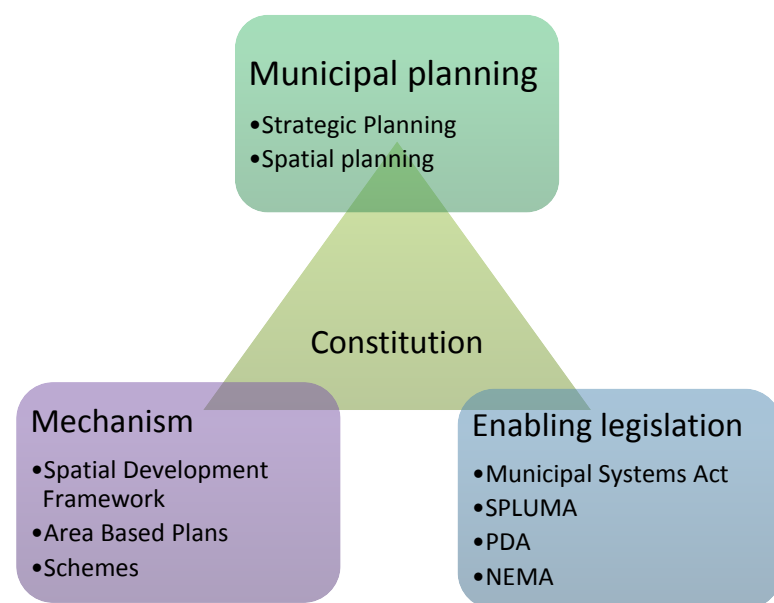 Municipal planning
•Strategic Planning
•Spatial planning
Constitution
Mechanism
•Spatial Development
Framework
•Area Based Plans
•Schemes
Enabling legislation
•Municipal Systems Act
•SPLUMA
•PDA
•NEMA